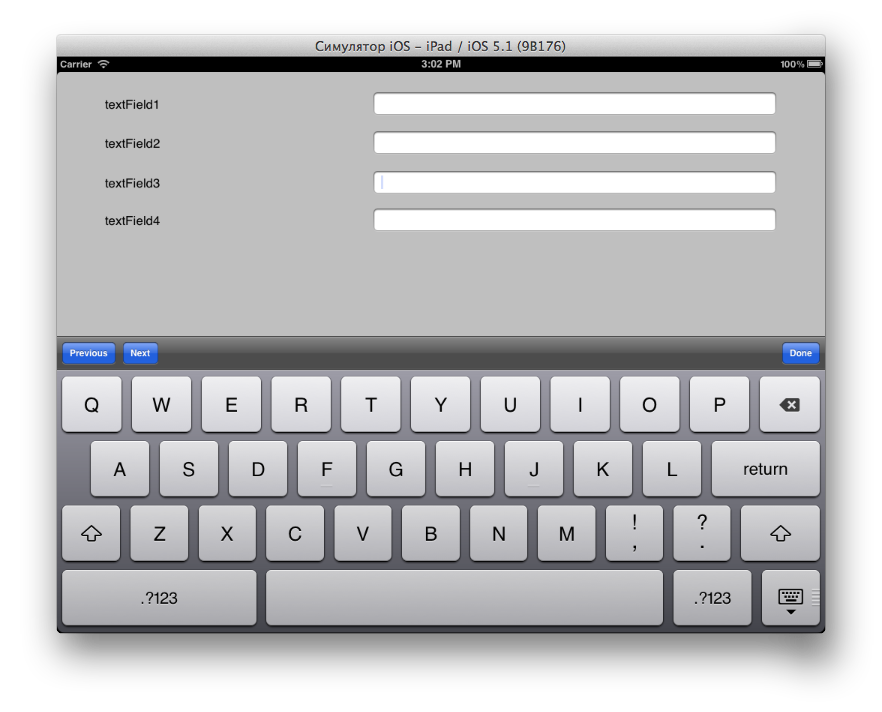 Симулятор iOS – iPad / iOS 5.1 (9B176)
Carrier 3:02 PM 100%
textField1
textField2
textField3
textField4
Previous Next Done
Q W E R T Y U I O P
A S D F G H J K L return
Z X C V B N M ! , ? .
.?123 .?123